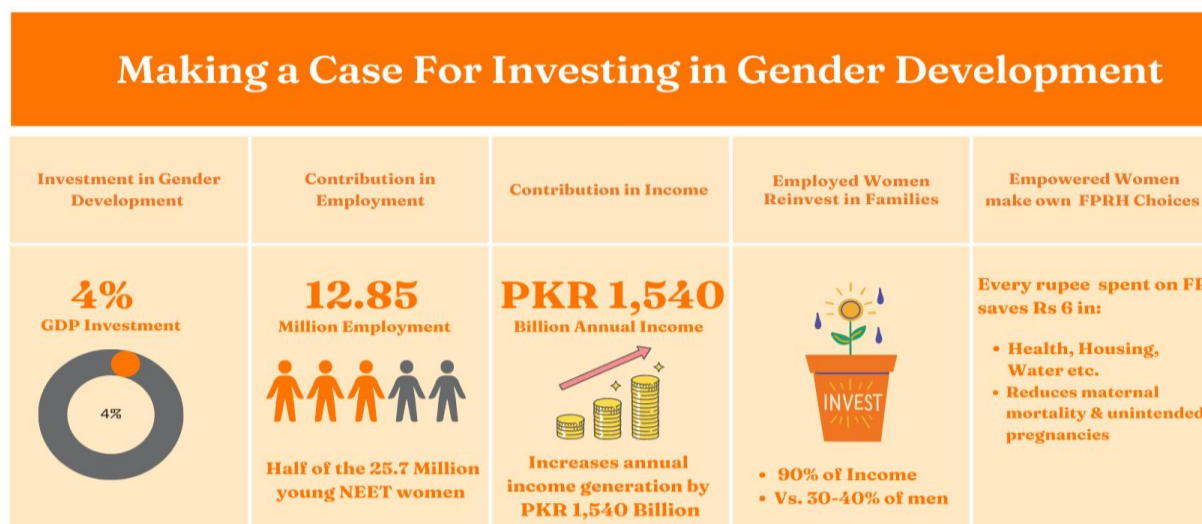 Making a Case For Investing in Gender Development
Investment in Gender
Development
Contribution in
Employment
Contribution in Income
Employed Women
Reinvest in Families
Empowered Women
make own FPRH Choices
4%
GDP Investment
4%
12.85
Million Employment
Half of the 25.7 Million
young NEET women
PKR 1,540
Billion Annual Income
Increases annual
income generation by
PKR 1,540 Billion
INVEST
• 90% of Income
• Vs. 30-40% of men
Every rupee spent on
saves Rs 6 in:
• Health, Housing,
Water etc.
• Reduces maternal
mortality & unintended
pregnancies